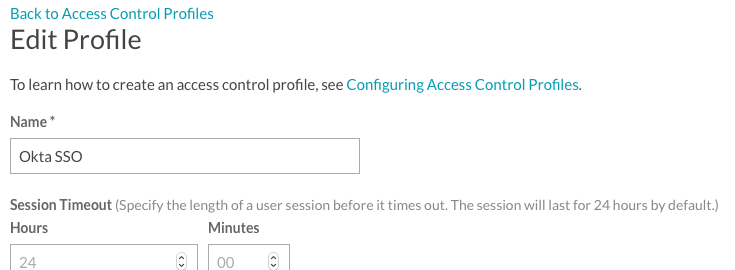 Back to Access Control Profiles
Edit Profile
To learn how to create an access control profile, see Configuring Access Control Profiles.
Name *
Okta SSO
Session Timeout (Specify the length of a user session before it times out. The session will last for 24 hours by default.)
Hours Minutes
24 00